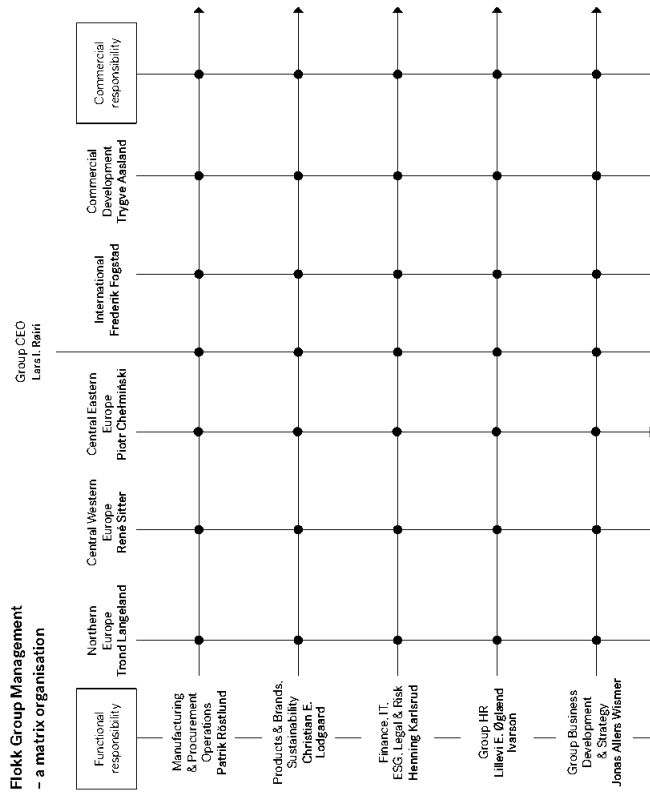 Flokk Group Management
– a matrix organisation
Group CEO
Lars I. Røiri
Functional
responsibility
Northern
Europe
Trond Langeland
Central Western
Europe
René Sitter
Central Eastern
Europe
Piotr Chełmiński
International
Frederik Fogstad
Commercial
Development
Trygve Aasland
Commercial
responsibility
Manufacturing
& Procurement
Operations
Patrik Röstlund
Products & Brands,
Sustainability
Christian E.
Lodgaard
Finance, IT,
ESG, Legal & Risk
Henning Karlsrud
Group HR
Lillevi E. Øglænd
Ivarson
Group Business
Development
& Strategy
Jonas Allers Wismer